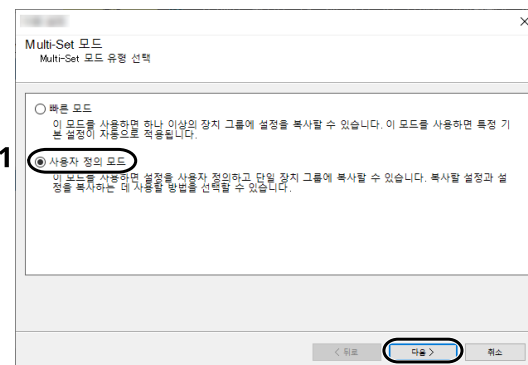 Multi-Set 모드
Multi-Set 모드 유형 선택
빠른 모드
이 모드를 사용하면 하나 이상의 장치 그룹에 설정을 복사할 수 있습니다. 이 모드를 사용하면 특정 기
본 설정이 자동으로 적용됩니다.
1
사용자 정의 모드
이 모드를 사용하면 설정을 사용자 정의하고 단일 장치 그룹에 복사할 수 있습니다. 복사할 설정과 설
정을 복사하는 데 사용할 방법을 선택할 수 있습니다.
< 뒤로
다음 >
취소